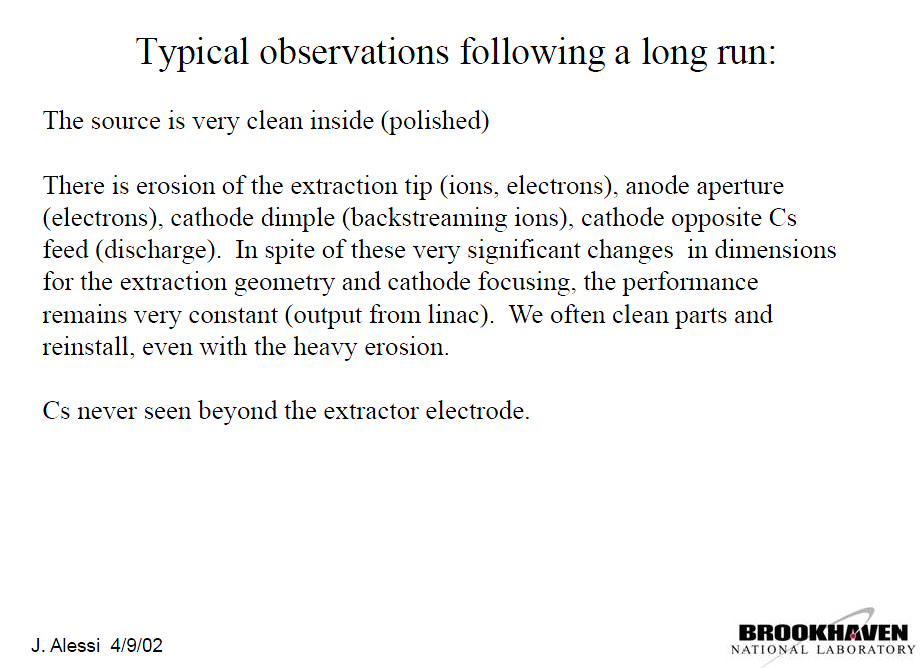 Typical observations following a long run:
The source is very clean inside (polished)
There is erosion of the extraction tip (ions, electrons), anode aperture
(electrons), cathode dimple (backstreaming ions), cathode opposite Cs
feed (discharge).  In spite of these very significant changes  in dimensions
for the extraction geometry and cathode focusing, the performance
remains very constant (output from linac).  We often clean parts and
reinstall, even with the heavy erosion.
Cs never seen beyond the extractor electrode.
J. Alessi  4/9/02
BROOKHAVEN
NATIONAL LABORATORY